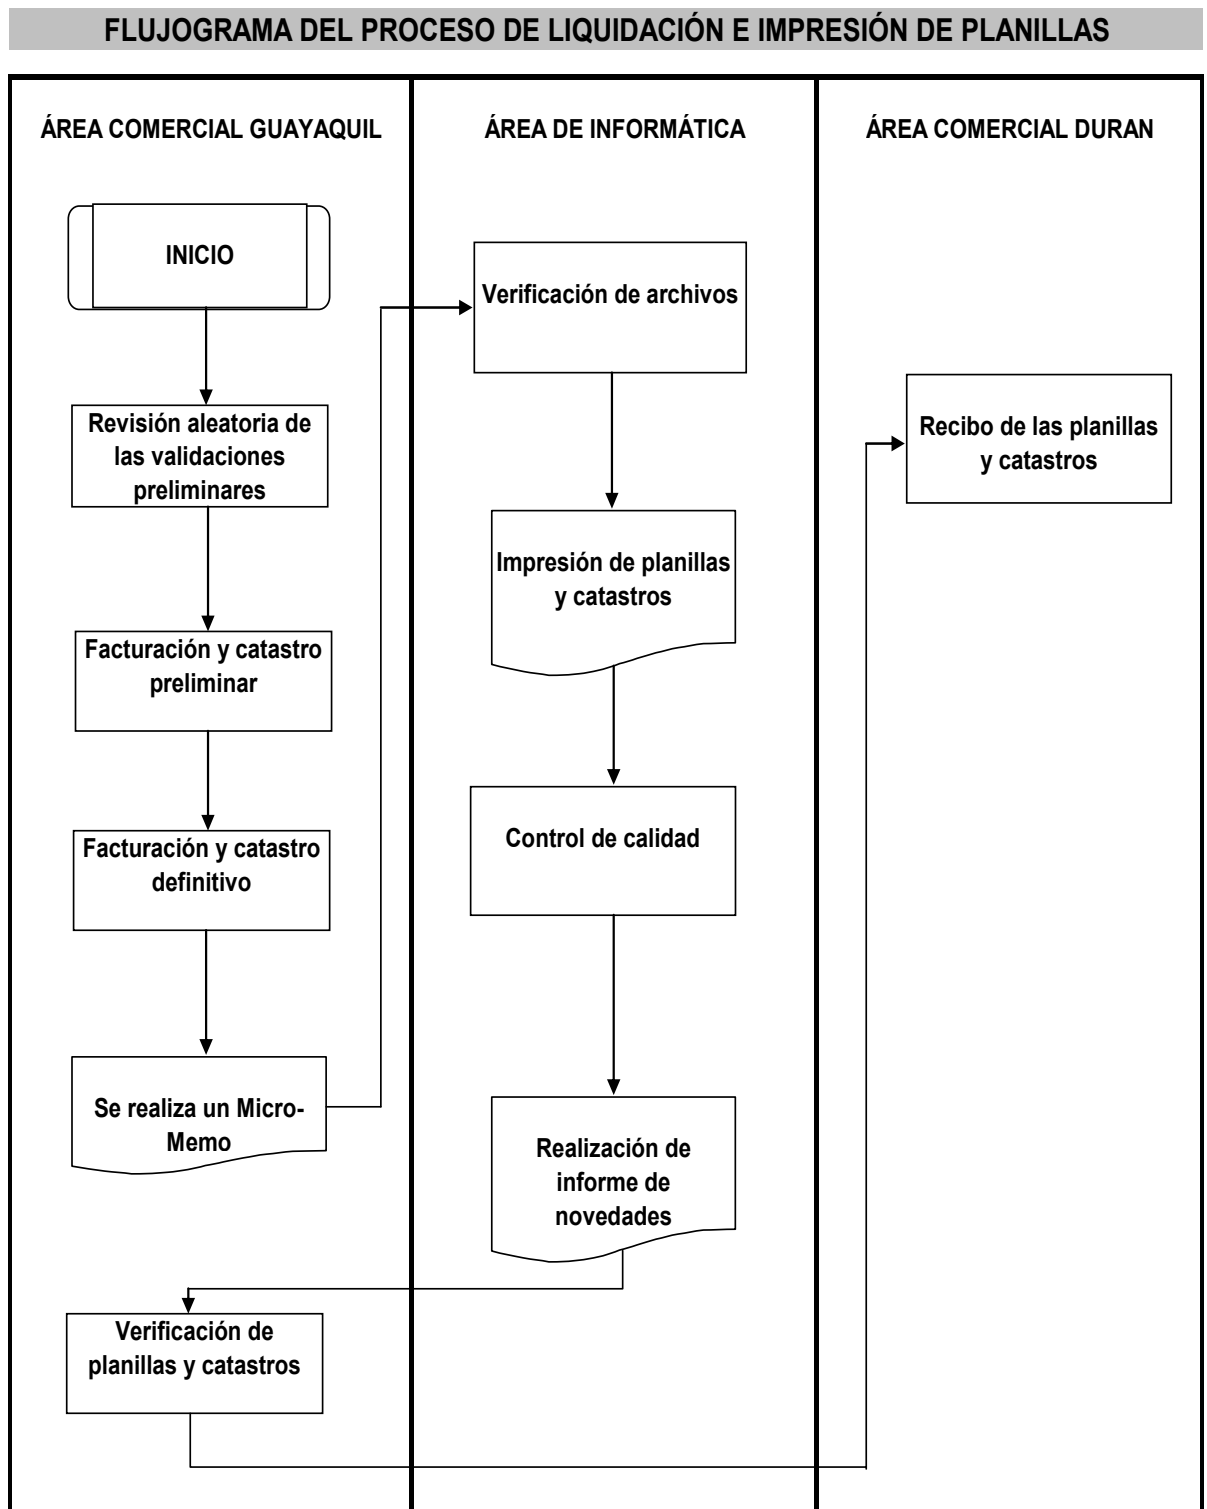 FLUJOGRAMA DEL PROCESO DE LIQUIDACIÓN E IMPRESIÓN DE PLANILLAS
ÁREA COMERCIAL GUAYAQUIL
INICIO
Revisión aleatoria de
las validaciones
preliminares
Facturación y catastro
preliminar
Facturación y catastro
definitivo
Se realiza un Micro-
Memo
ÁREA DE INFORMÁTICA
Verificación de archivos
Impresión de planillas
y catastros
Control de calidad
Realización de
informe de
novedades
Verificación de
planillas y catastros
ÁREA COMERCIAL DURAN
Recibo de las planillas
y catastros